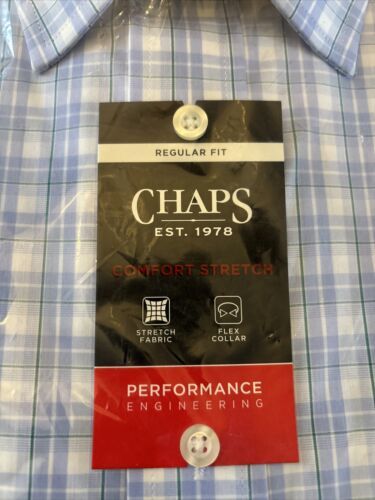 REGULAR FIT
CHAPS
EST. 1978
COMFORT STRETCH
STRETCH
FABRIC
FLEX
COLLAR
PERFORMANCE
ENGINEERING